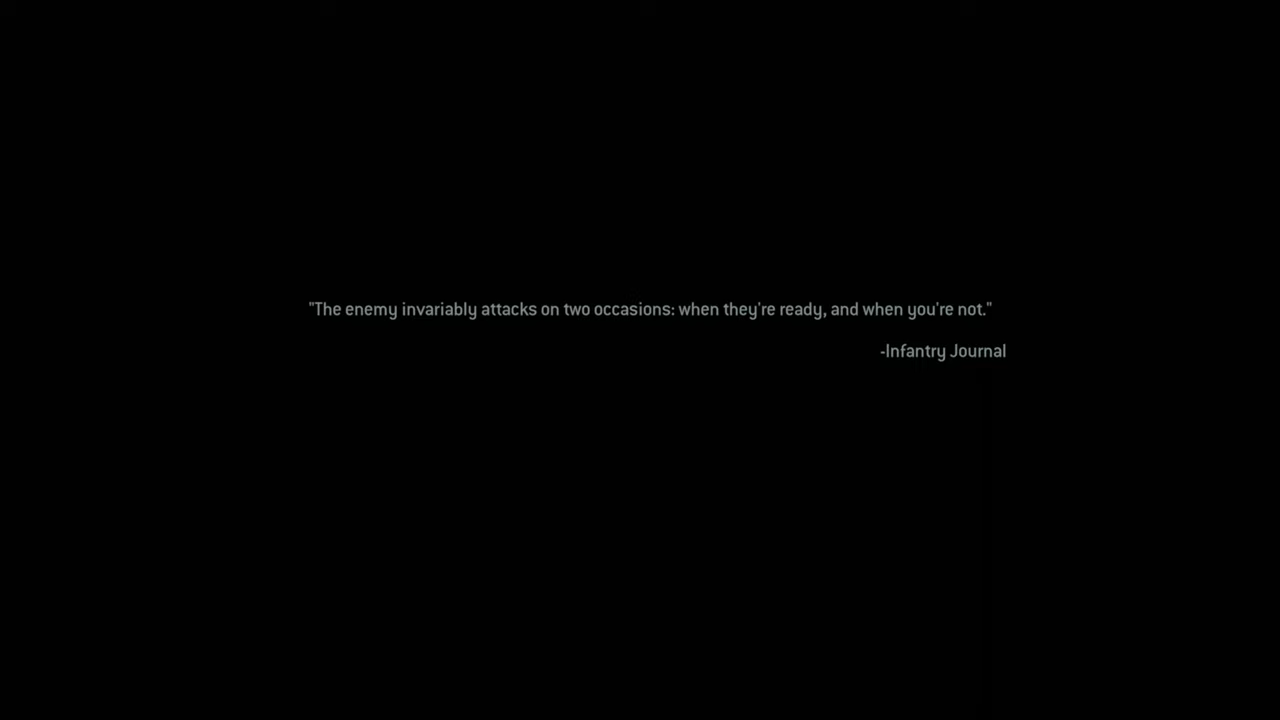 "The enemy invariably attacks on two occasions: when they're ready, and when you're not."
-Infantry Journal